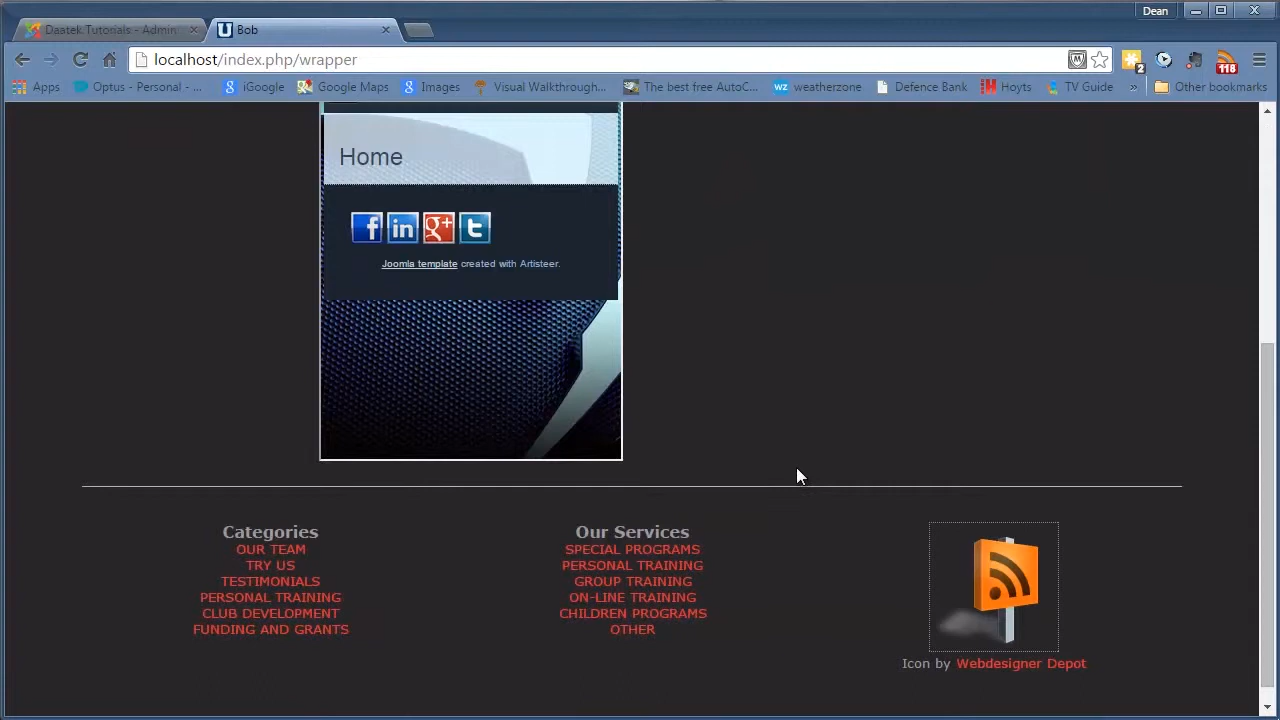 Dean
Daatek Tutorials - Admin
Bob
localhost/index.php/wrapper
2
116
Apps
Optus - Personal - ...
iGoogle
Google Maps
Images
Visual Walkthrough...
The best free AutoC...
weatherzone
Defence Bank
Hoyts
TV Guide
»
Other bookmarks
Home
Joomla template created with Artisteer.
Categories
OUR TEAM
TRY US
TESTIMONIALS
PERSONAL TRAINING
CLUB DEVELOPMENT
FUNDING AND GRANTS
Our Services
SPECIAL PROGRAMS
PERSONAL TRAINING
GROUP TRAINING
ON-LINE TRAINING
CHILDREN PROGRAMS
OTHER
Icon by Webdesigner Depot